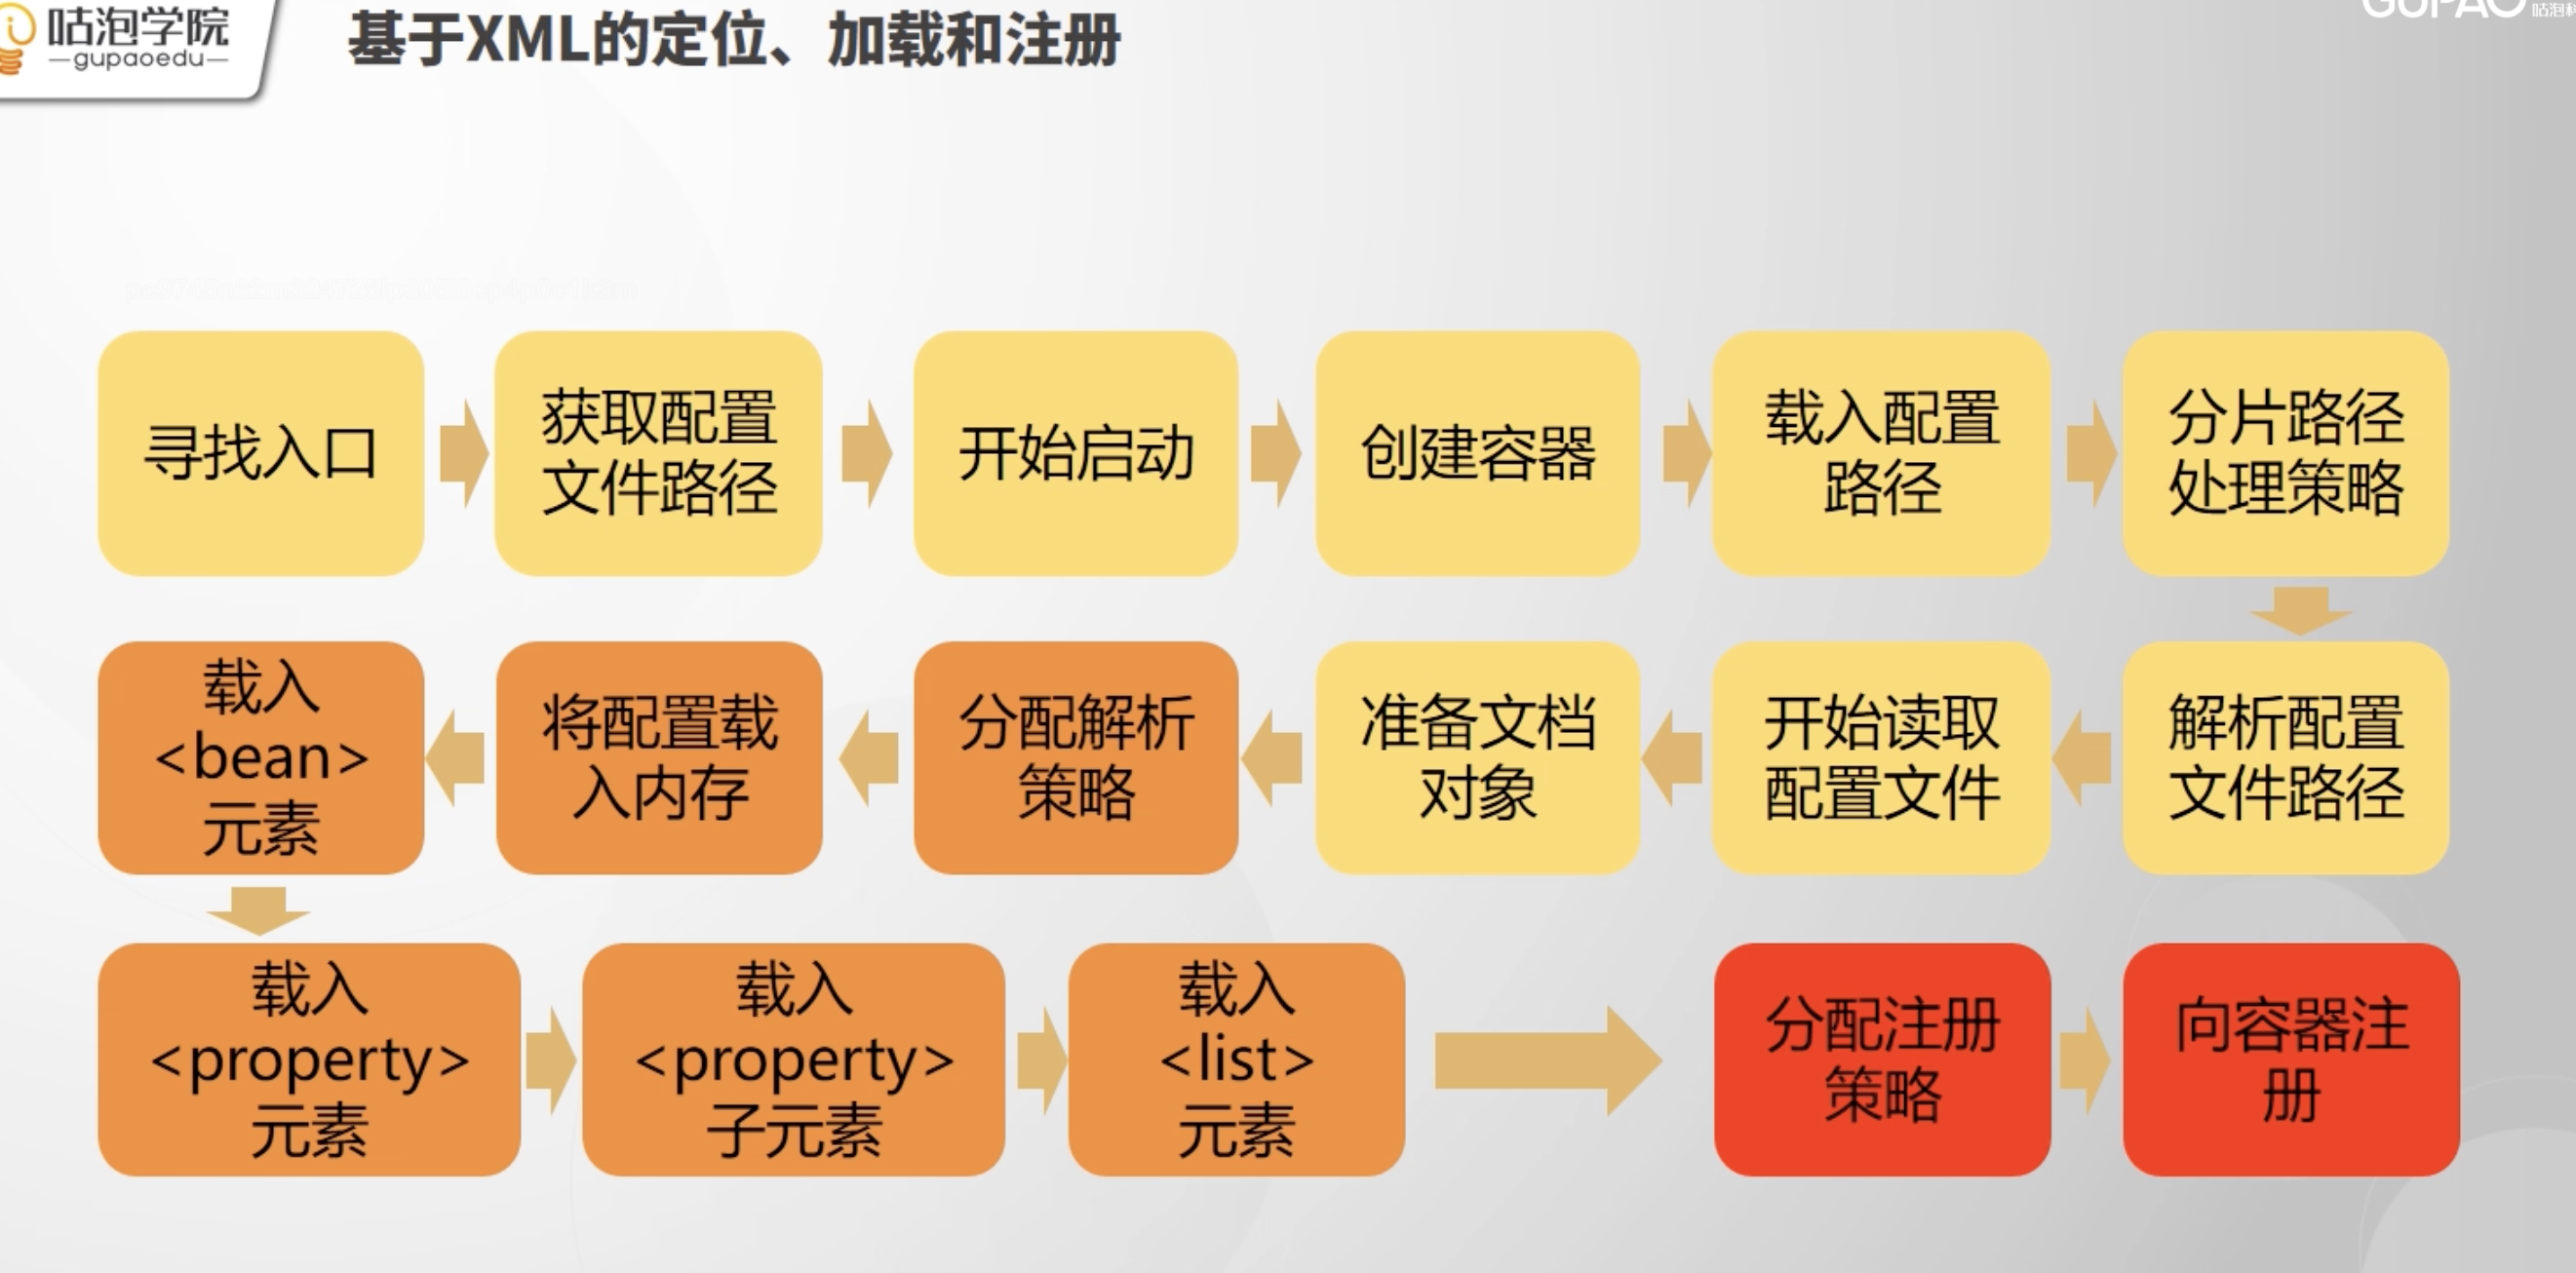 咕泡学院
gupaoedu
基于XML的定位、加载和注册
GUPAO
寻找入口
获取配置
文件路径
开始启动
创建容器
载入配置
路径
分片路径
处理策略
解析配置
文件路径
开始读取
配置文件
准备文档
对象
分配解析
策略
将配置载
入内存
载入
<bean>
元素
载入
<property>
元素
载入
<property>
子元素
载入
<list>
元素
分配注册
策略
向容器注
册